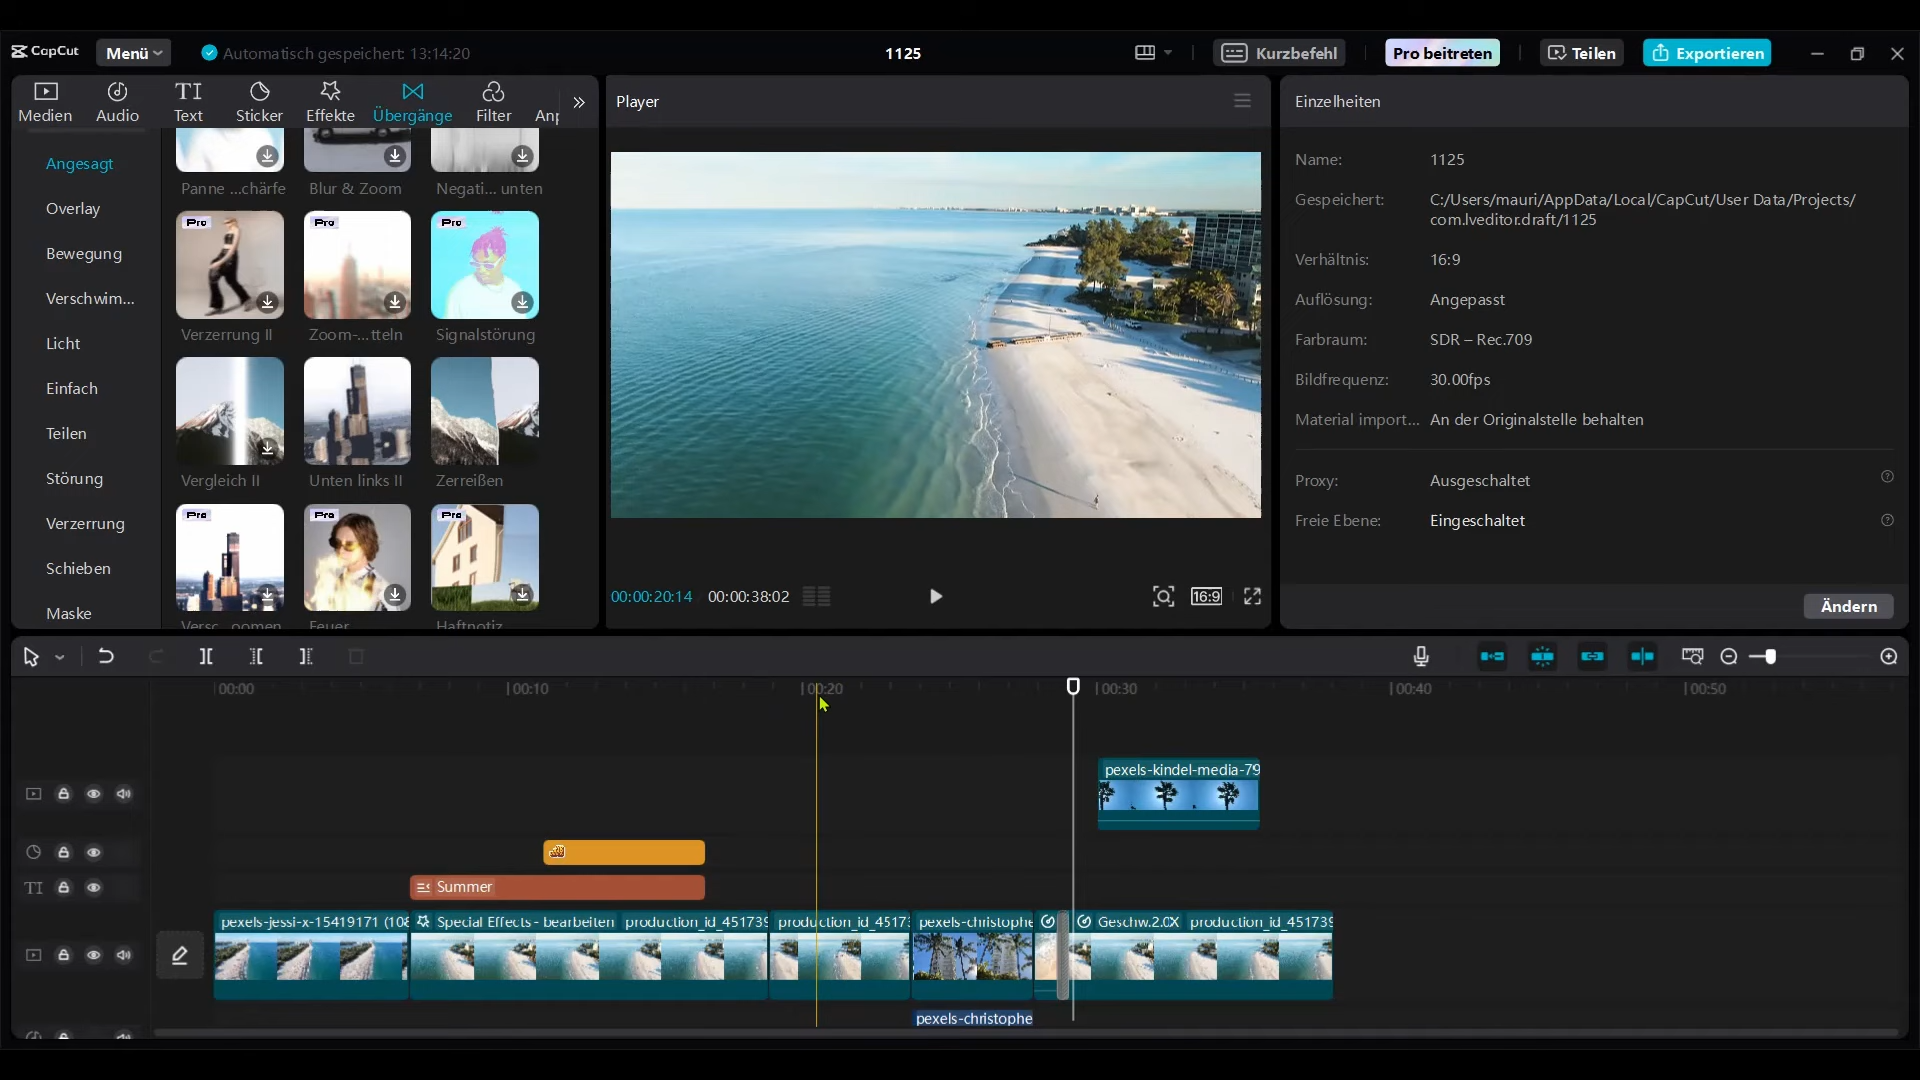 CapCut
Menü
Automatisch gespeichert: 13:14:20
1125
Kurzbefehl
Pro beitreten
Teilen
Exportieren
Medien
Audio
TI
Text
Sticker
Effekte
Übergänge
Filter
Player
Einzelheiten
Angesagt
Overlay
Bewegung
Verschwim...
Licht
Einfach
Teilen
Störung
Verzerrung
Schieben
Maske
Panne ...chärfe
Blur & Zoom
Negati... unten
Pro
Pro
Pro
Verzerrung II
Zoom-...tteln
Signalstörung
Vergleich II
Unten links II
Zerreißen
Pro
Pro
Pro
Versc...oomen
Feuer
Haftnotiz
00:00:20:14
00:00:38:02
16:9
Name:
1125
Gespeichert:
C:/Users/mauri/AppData/Local/CapCut/User Data/Projects/
com.lveditor.draft/1125
Verhältnis:
16:9
Auflösung:
Angepasst
Farbraum:
SDR – Rec.709
Bildfrequenz:
30.00fps
Material import...
An der Originalstelle behalten
Proxy:
Ausgeschaltet
Freie Ebene:
Eingeschaltet
Ändern
00:00
00:10
00:20
00:30
00:40
00:50
pexels-kindel-media-79
TI
Summer
pexels-jessi-x-15419171 (108
Special Effects - bearbeiten
production_id_451739
production_id_4517:
pexels-christophe
Geschw.2.0X
production_id_451739
pexels-christophe